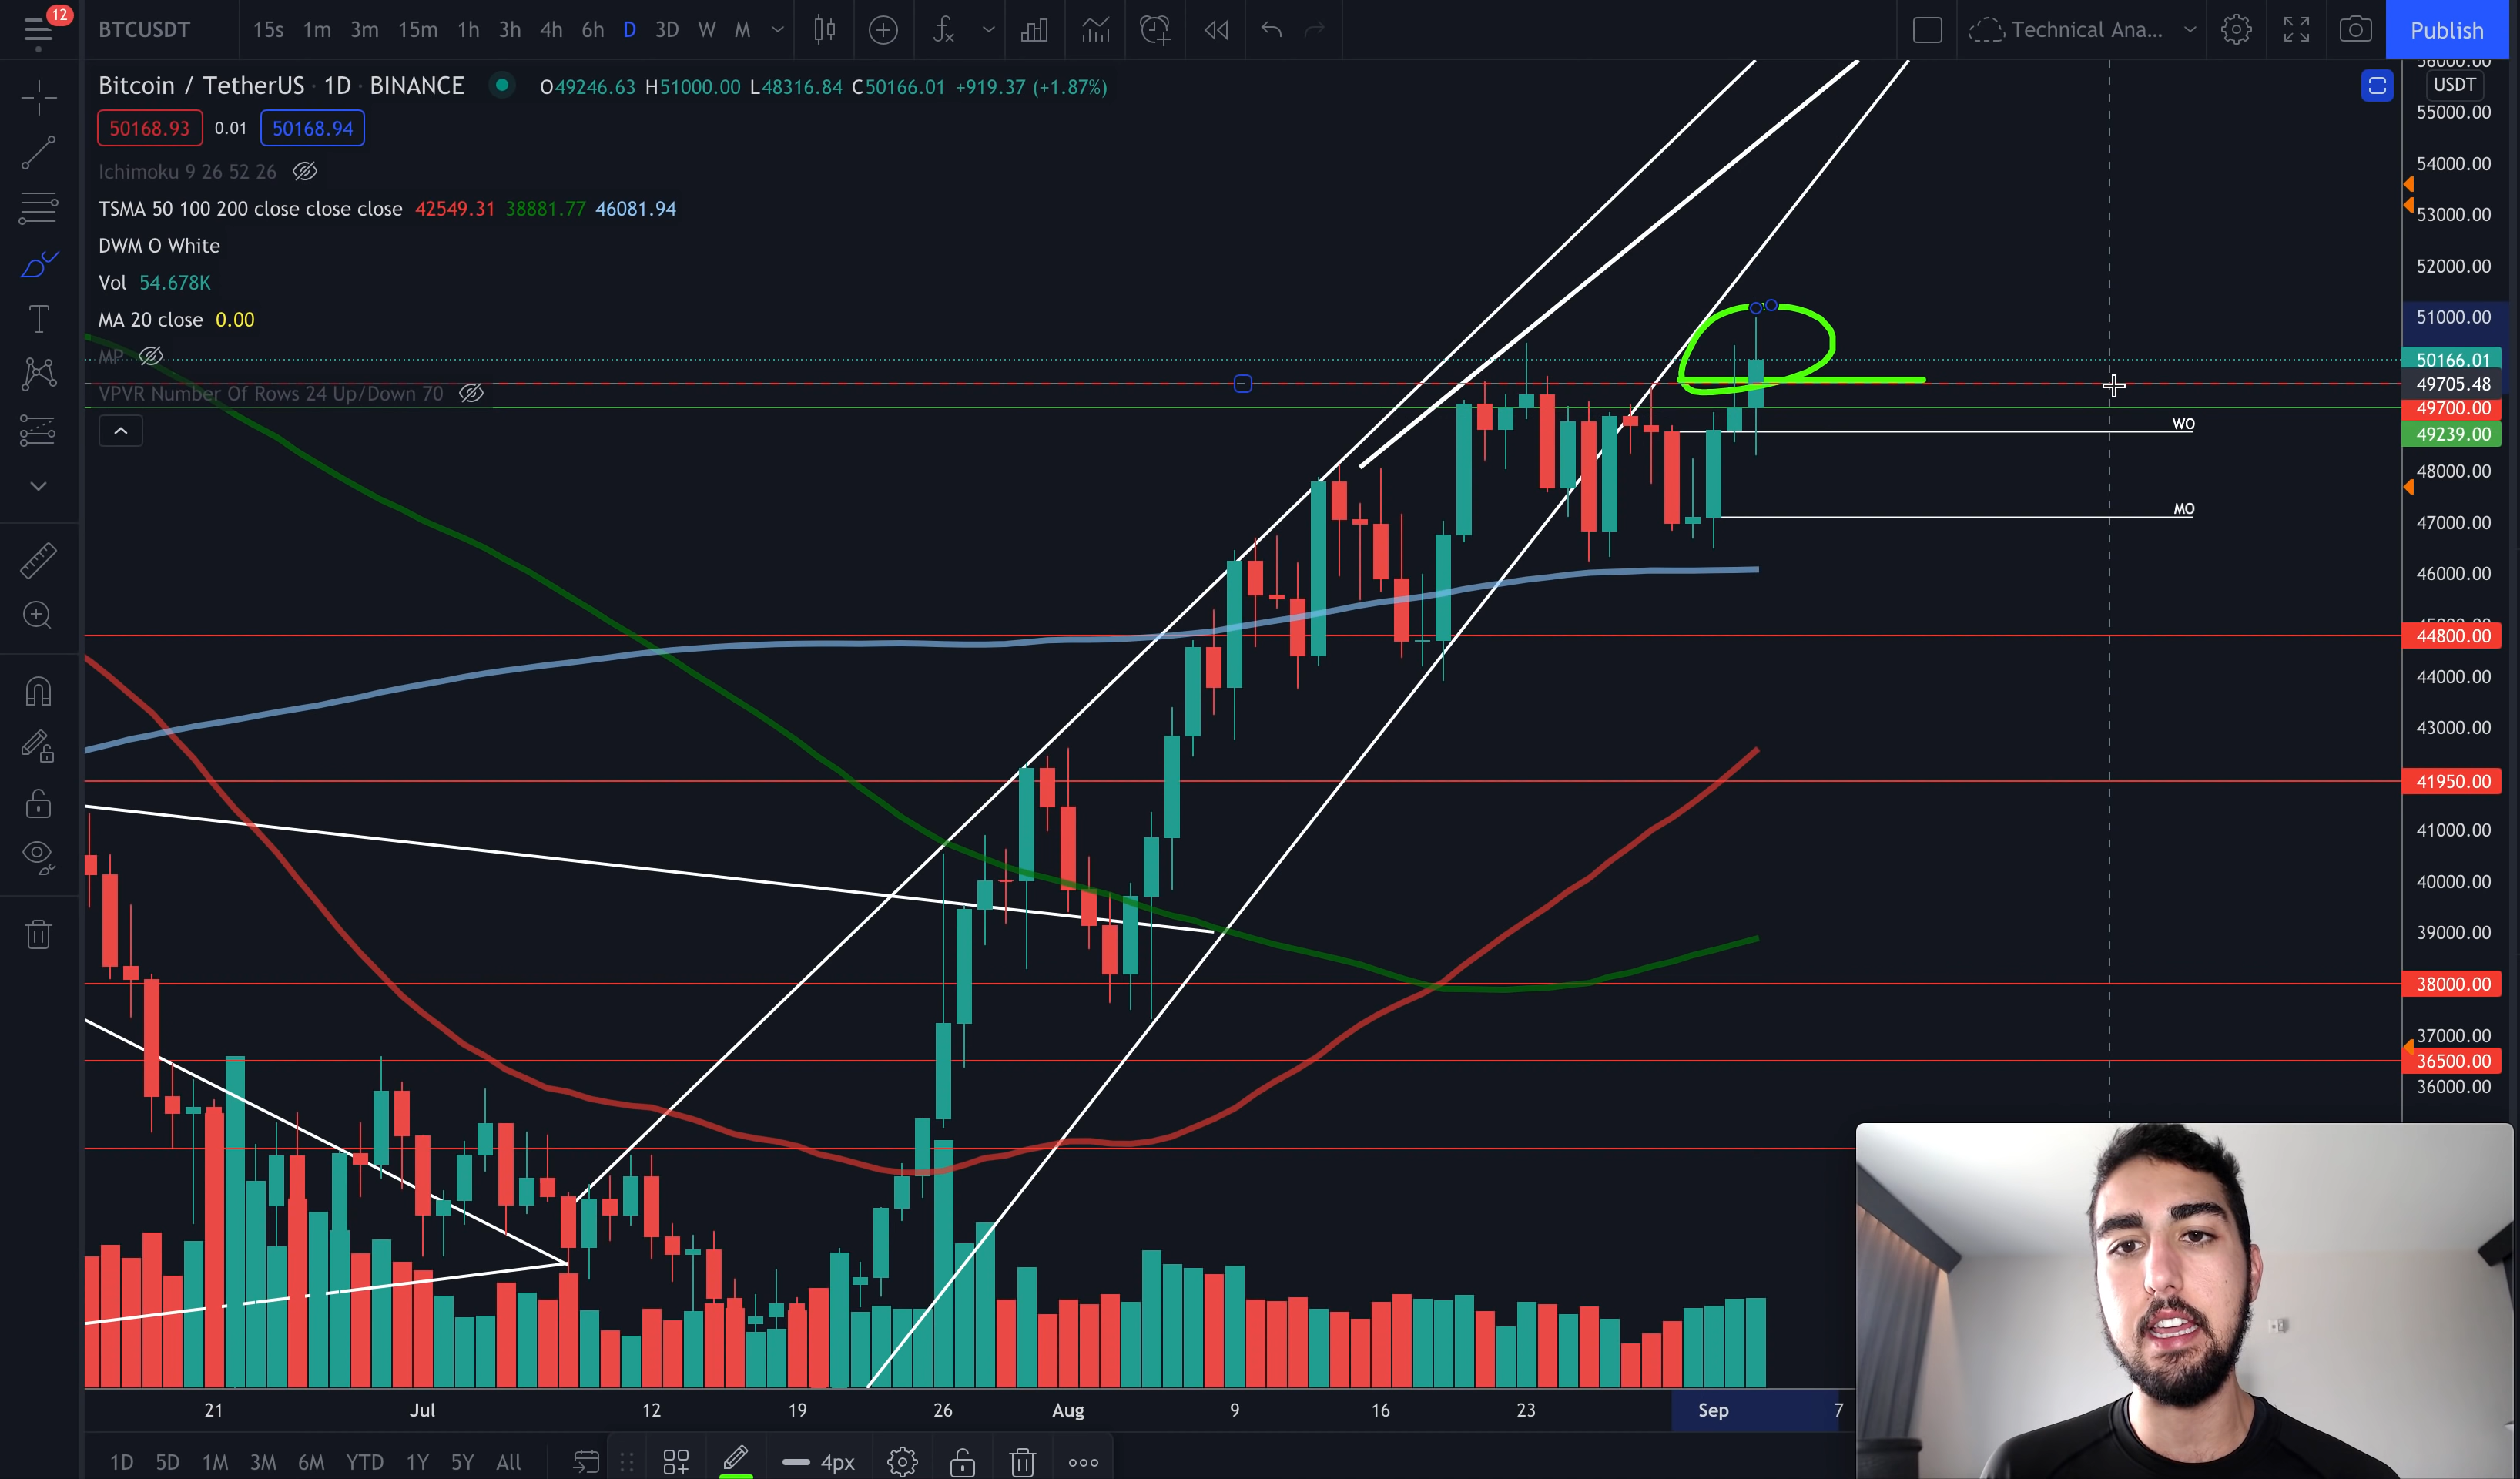 12
BTCUSDT 15s 1m 3m 15m 1h 3h 4h 6h D 3D W M Technical Ana... Publish
Bitcoin / TetherUS · 1D · BINANCE O49246.63 H51000.00 L48316.84 C50166.01 +919.37 (+1.87%)
50168.93 0.01 50168.94
Ichimoku 9 26 52 26
TSMA 50 100 200 close close close 42549.31 38881.77 46081.94
DWM O White
Vol 54.678K
MA 20 close 0.00
MP
VPVR Number Of Rows 24 Up/Down 70
WO
MO
56000.00
USDT
55000.00
54000.00
53000.00
52000.00
51000.00
50166.01
49705.48
49700.00
49239.00
48000.00
47000.00
46000.00
45000.00
44800.00
44000.00
43000.00
41950.00
41000.00
40000.00
39000.00
38000.00
37000.00
36500.00
36000.00
21 Jul 12 19 26 Aug 9 16 23 Sep 7
1D 5D 1M 3M 6M YTD 1Y 5Y All 4px